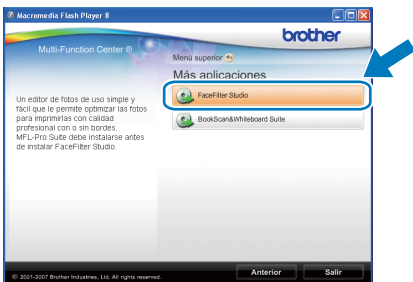 Macromedia Flash Player 8
brother
Multi-Function Center ®
Menú superior
Más aplicaciones
FaceFilter Studio
BookScan&Whiteboard Suite
Un editor de fotos de uso simple y
fácil que le permite optimizar las fotos
para imprimirlas con calidad
profesional con o sin bordes.
MFL-Pro Suite debe instalarse antes
de instalar FaceFilter Studio.
© 2001-2007 Brother Industries, Ltd. All rights reserved.
Anterior
Salir